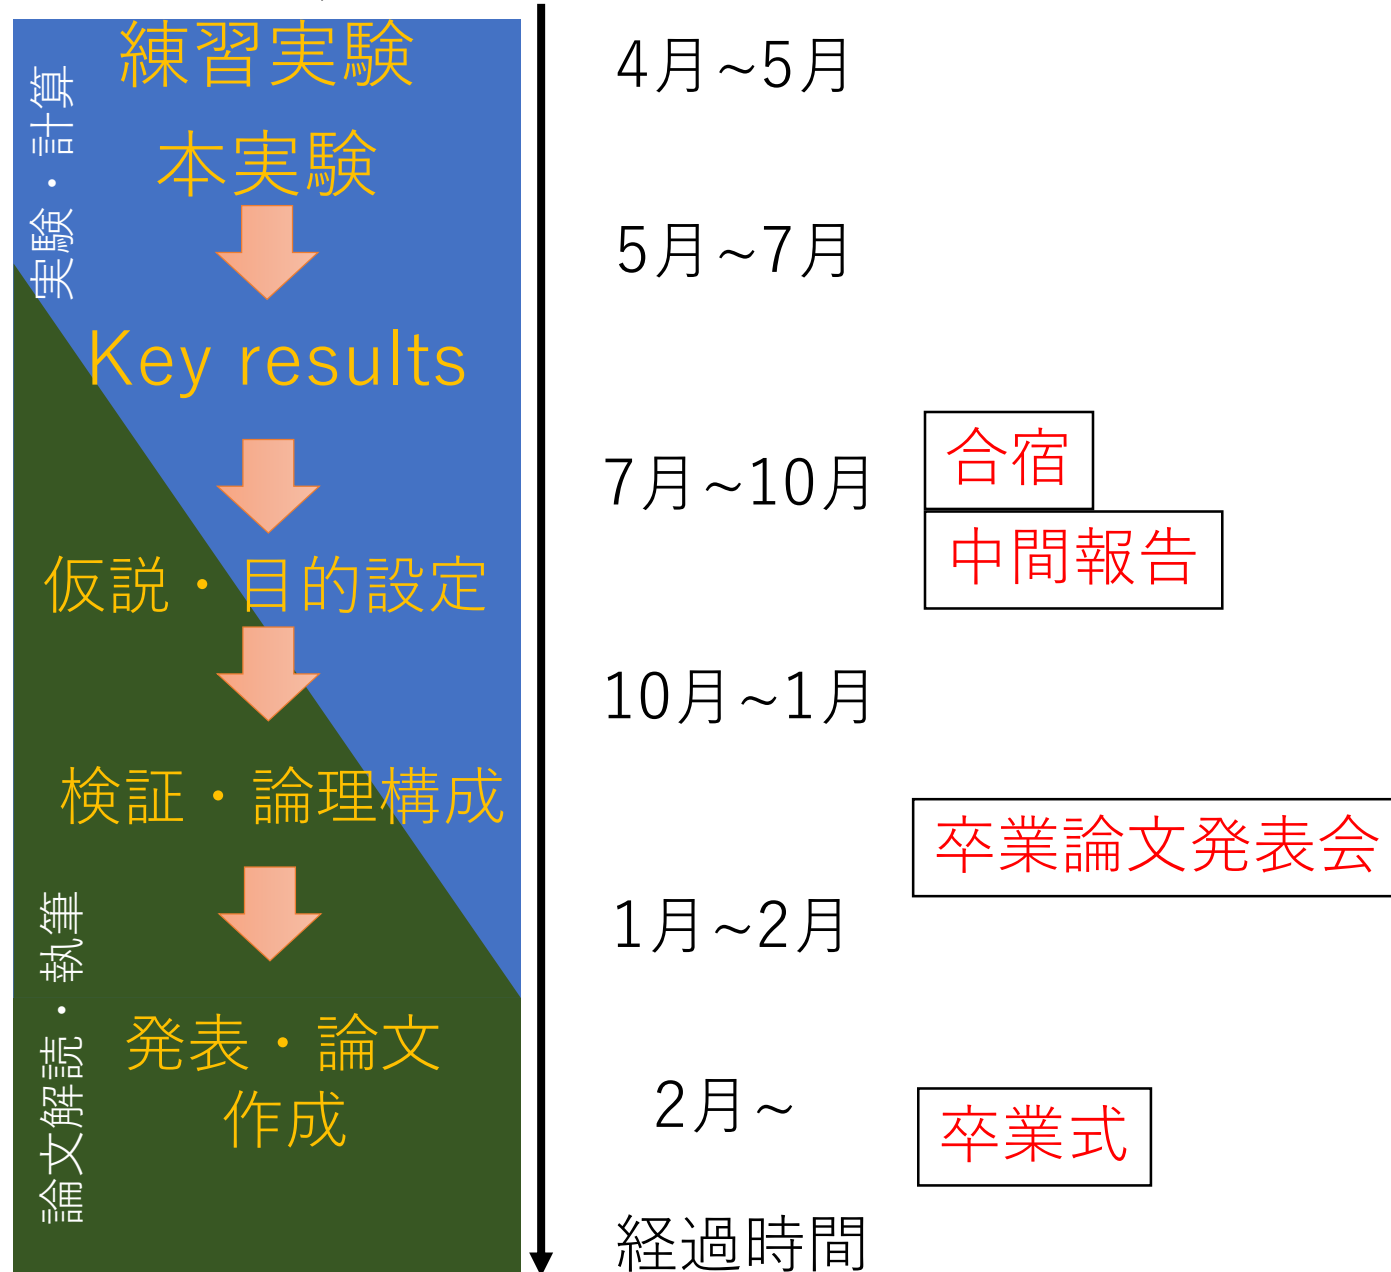 実験・計算
練習実験
本実験
Key results
仮説・目的設定
検証・論理構成
発表・論文
作成
論文解読・執筆
4月~5月
5月~7月
7月~10月
合宿
中間報告
10月~1月
卒業論文発表会
1月~2月
2月~
卒業式
経過時間